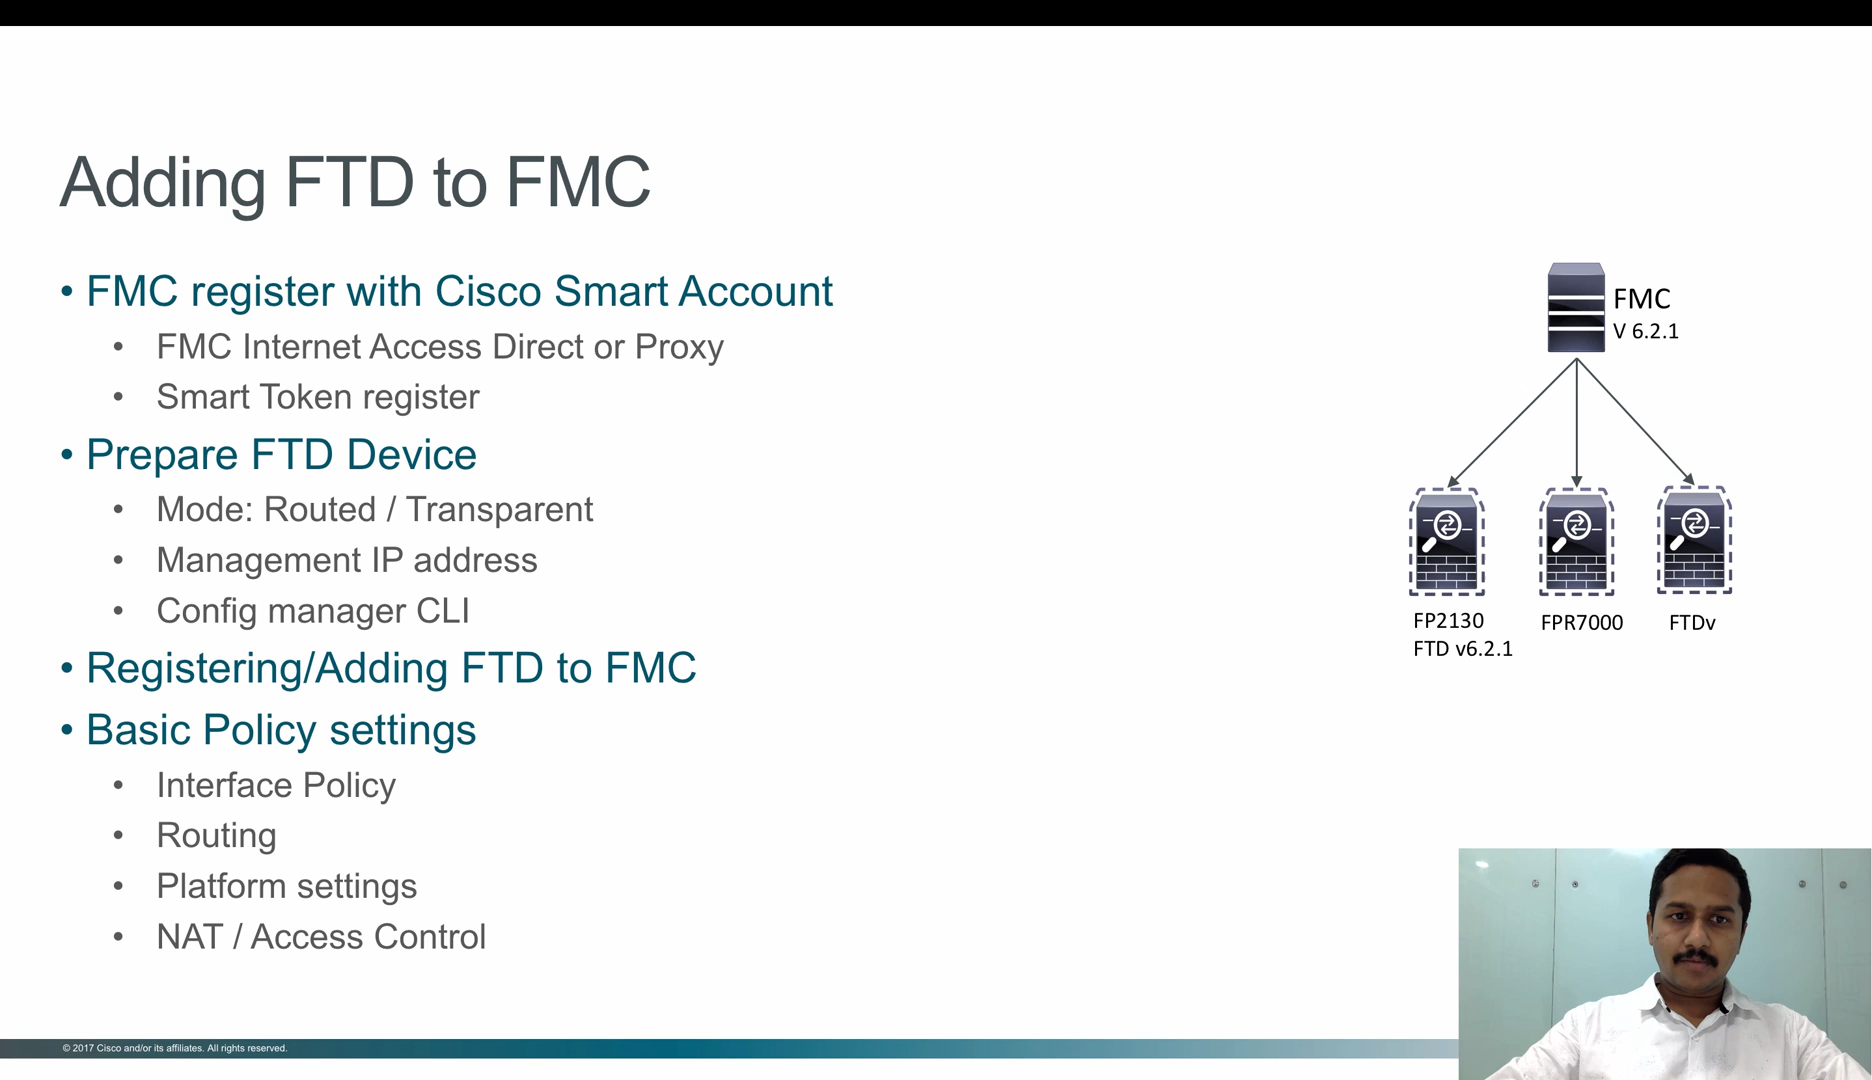 Adding FTD to FMC
• FMC register with Cisco Smart Account
• FMC Internet Access Direct or Proxy
• Smart Token register
• Prepare FTD Device
• Mode: Routed / Transparent
• Management IP address
• Config manager CLI
• Registering/Adding FTD to FMC
• Basic Policy settings
• Interface Policy
• Routing
• Platform settings
• NAT / Access Control
FMC
V 6.2.1
FP2130
FTD v6.2.1
FPR7000
FTDv
© 2017 Cisco and/or its affiliates. All rights reserved.